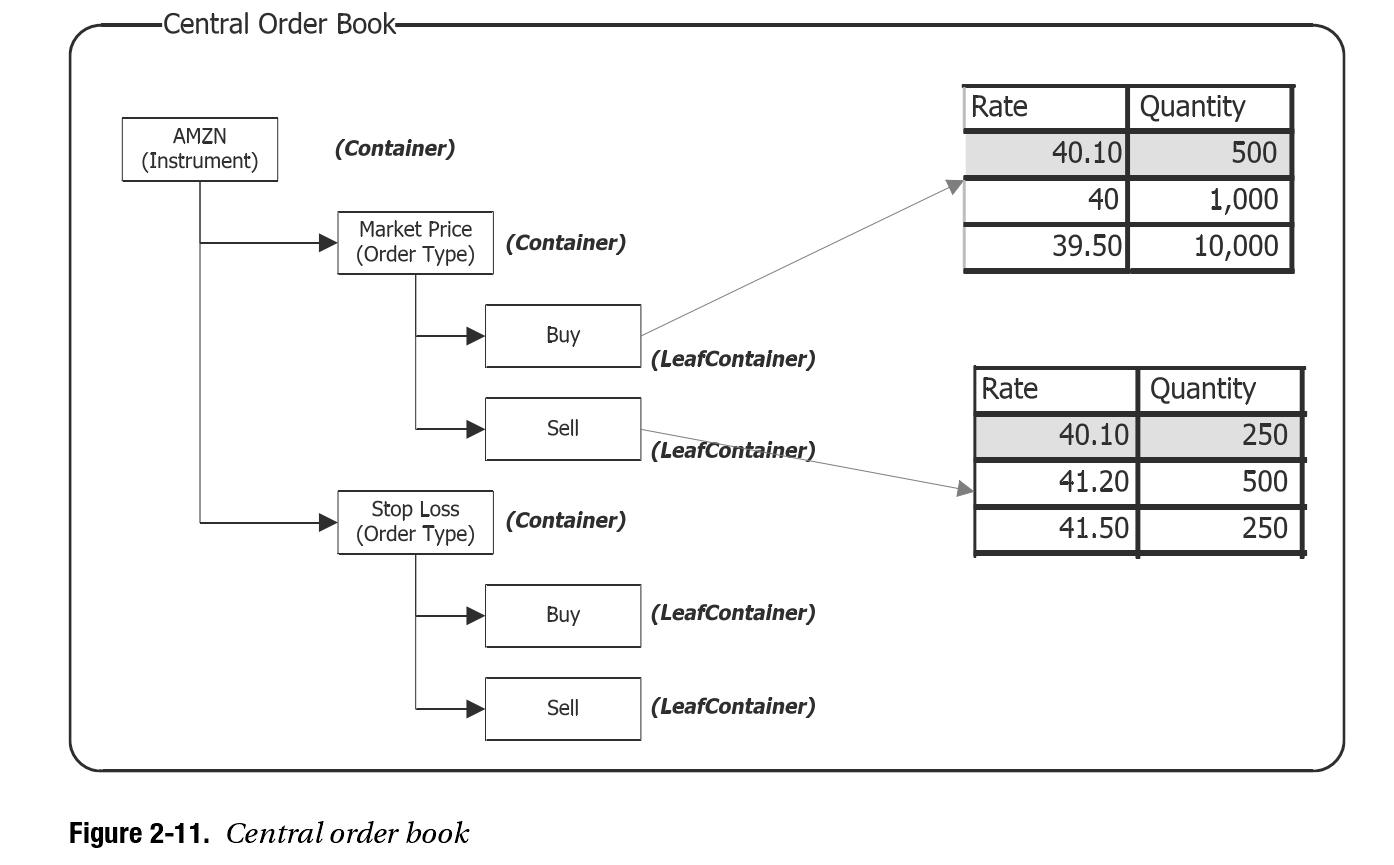 Central Order Book
AMZN
(Instrument)
(Container)
Market Price
(Order Type)
(Container)
Buy
(LeafContainer)
Sell
(LeafContainer)
Stop Loss
(Order Type)
(Container)
Buy
(LeafContainer)
Sell
(LeafContainer)
Rate Quantity
40.10 500
40 1,000
39.50 10,000
Rate Quantity
40.10 250
41.20 500
41.50 250
Figure 2-11. Central order book